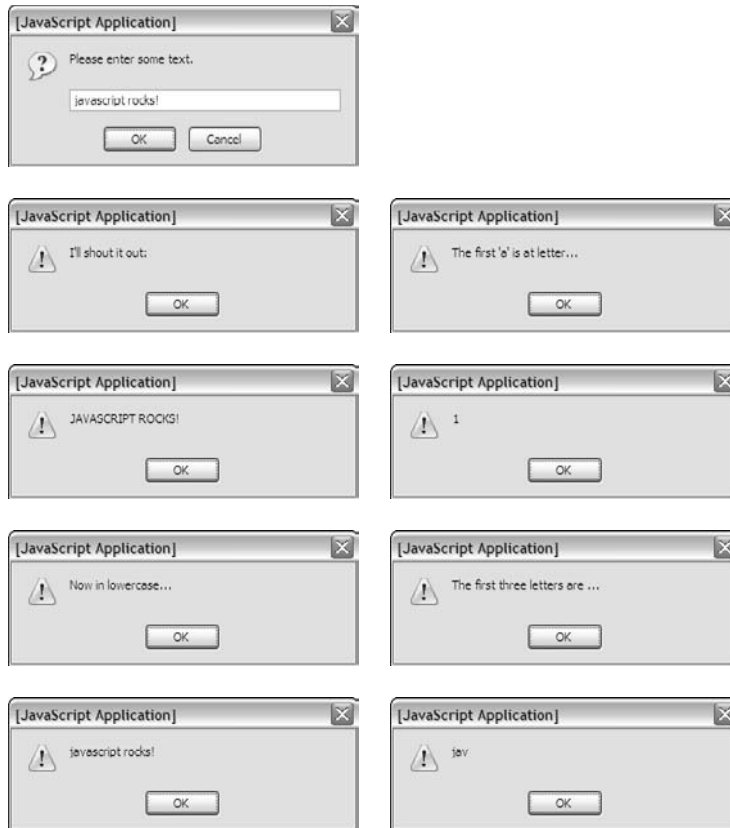 [JavaScript Application]
Please enter some text.
javascript rocks!
OK Cancel
[JavaScript Application]
I'll shout it out:
OK
[JavaScript Application]
JAVASCRIPT ROCKS!
OK
[JavaScript Application]
Now in lowercase...
OK
[JavaScript Application]
javascript rocks!
OK
[JavaScript Application]
The first 'a' is at letter...
OK
[JavaScript Application]
1
OK
[JavaScript Application]
The first three letters are ...
OK
[JavaScript Application]
jav
OK